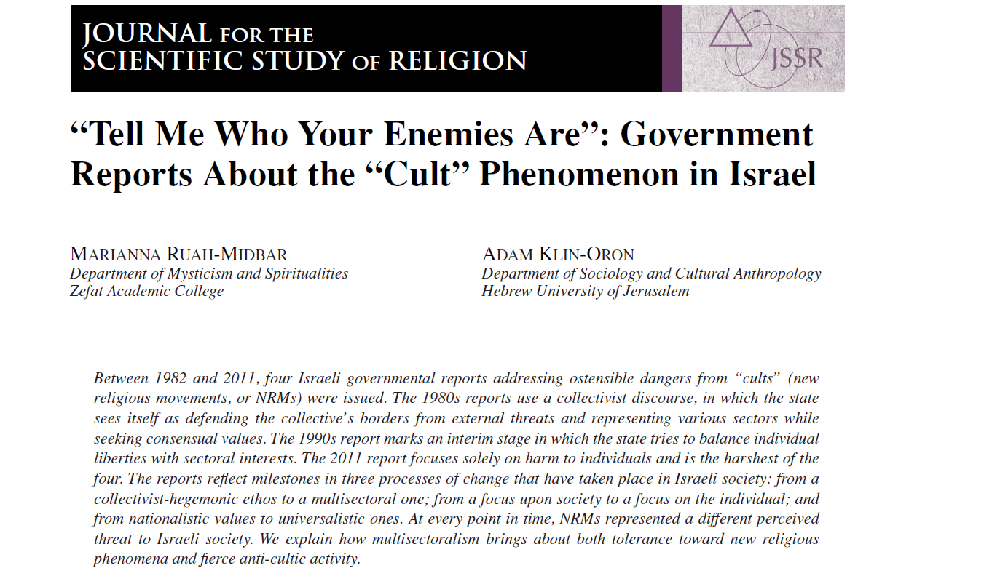 JOURNAL FOR THE
SCIENTIFIC STUDY OF RELIGION
JSSR
“Tell Me Who Your Enemies Are”: Government
Reports About the “Cult” Phenomenon in Israel
MARIANNA RUAH-MIDBAR
Department of Mysticism and Spiritualities
Zefat Academic College
ADAM KLIN-ORON
Department of Sociology and Cultural Anthropology
Hebrew University of Jerusalem
Between 1982 and 2011, four Israeli governmental reports addressing ostensible dangers from “cults” (new
religious movements, or NRMs) were issued. The 1980s reports use a collectivist discourse, in which the state
sees itself as defending the collective’s borders from external threats and representing various sectors while
seeking consensual values. The 1990s report marks an interim stage in which the state tries to balance individual
liberties with sectoral interests. The 2011 report focuses solely on harm to individuals and is the harshest of the
four. The reports reflect milestones in three processes of change that have taken place in Israeli society: from a
collectivist-hegemonic ethos to a multisectoral one; from a focus upon society to a focus on the individual; and
from nationalistic values to universalistic ones. At every point in time, NRMs represented a different perceived
threat to Israeli society. We explain how multisectoralism brings about both tolerance toward new religious
phenomena and fierce anti-cultic activity.